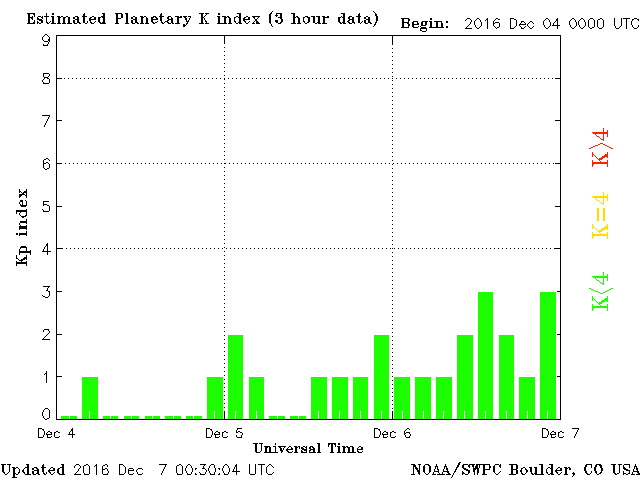 Estimated Planetary K index (3 hour data) Begin: 2016 Dec 04 0000 UTC
9
8
7
6
5
4
3
2
1
0
Kp index
K>4
K=4
K<4
Dec 4 Dec 5 Dec 6 Dec 7
Universal Time
Updated 2016 Dec 7 00:30:04 UTC NOAA/SWPC Boulder, CO USA